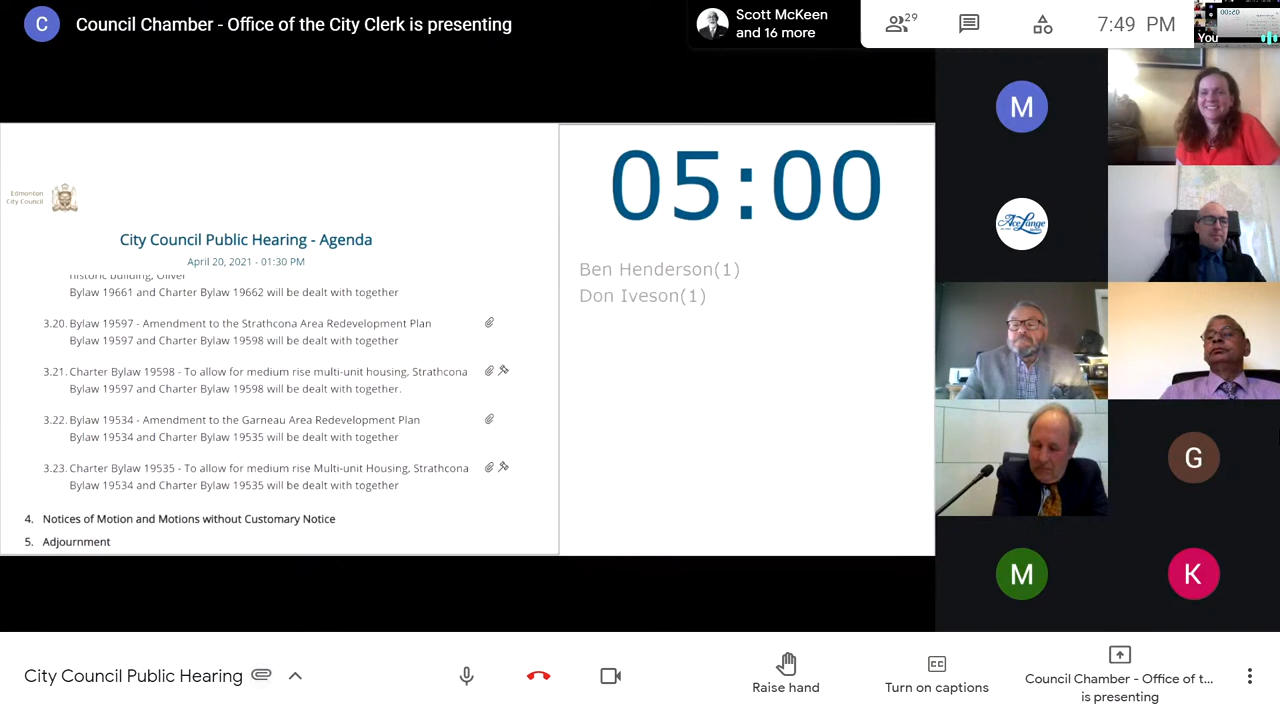 C
Council Chamber - Office of the City Clerk is presenting
Scott McKeen
and 16 more
29
7:49 PM
You
M
Edmonton
City Council
City Council Public Hearing - Agenda
April 20, 2021 - 01:30 PM
historic building, Oliver
Bylaw 19661 and Charter Bylaw 19662 will be dealt with together
3.20. Bylaw 19597 - Amendment to the Strathcona Area Redevelopment Plan
Bylaw 19597 and Charter Bylaw 19598 will be dealt with together
3.21. Charter Bylaw 19598 - To allow for medium rise multi-unit housing, Strathcona
Bylaw 19597 and Charter Bylaw 19598 will be dealt with together.
3.22. Bylaw 19534 - Amendment to the Garneau Area Redevelopment Plan
Bylaw 19534 and Charter Bylaw 19535 will be dealt with together
3.23. Charter Bylaw 19535 - To allow for medium rise Multi-unit Housing, Strathcona
Bylaw 19534 and Charter Bylaw 19535 will be dealt with together
4. Notices of Motion and Motions without Customary Notice
5. Adjournment
05:00
Ben Henderson(1)
Don Iveson(1)
AceLange
G
M
K
City Council Public Hearing
Raise hand
CC
Turn on captions
Council Chamber - Office of t...
is presenting